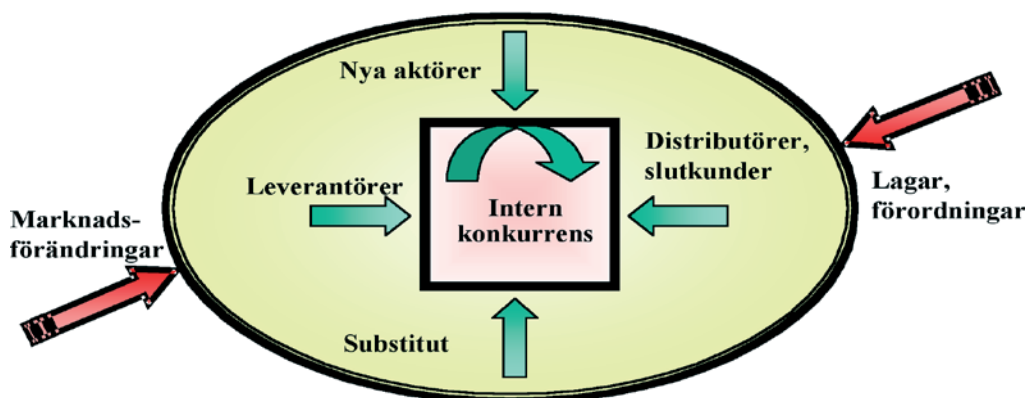 Nya aktörer
Distributörer,
slutkunder
Leverantörer
Lagar,
förordningar
Intern
konkurrens
Marknads-
förändringar
Substitut